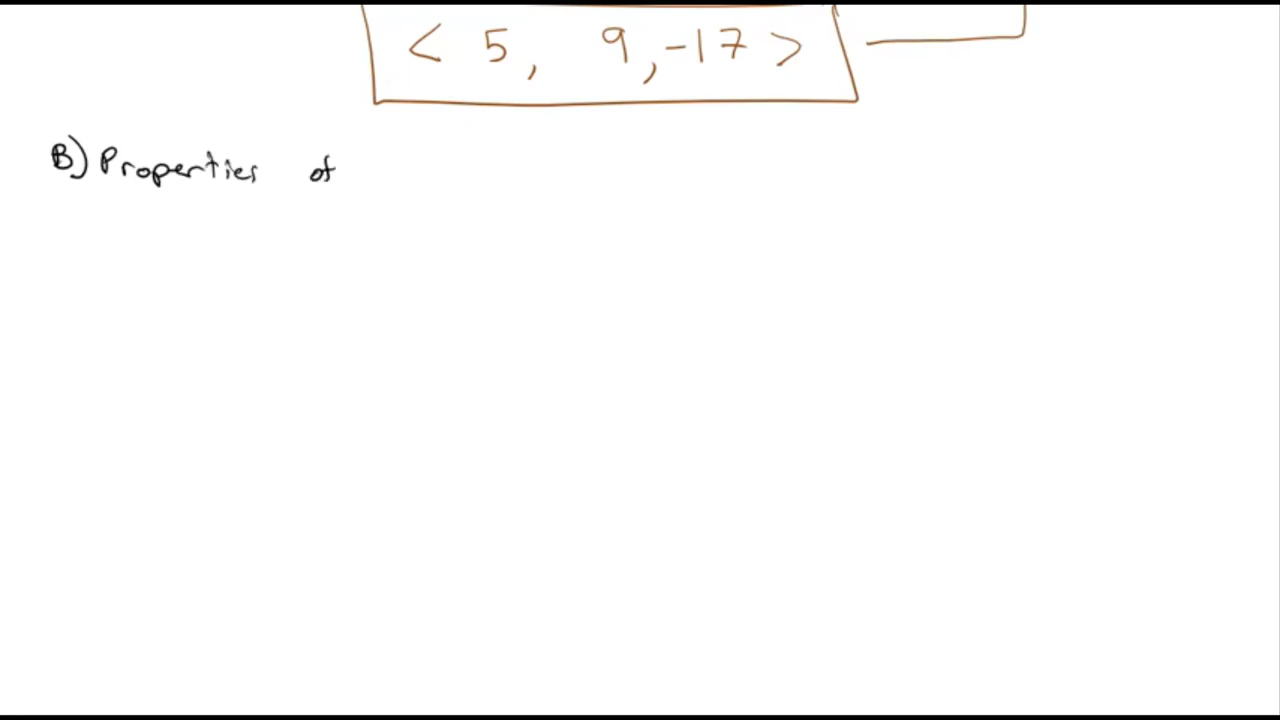 < 5, 9, -17 >
B) Properties of